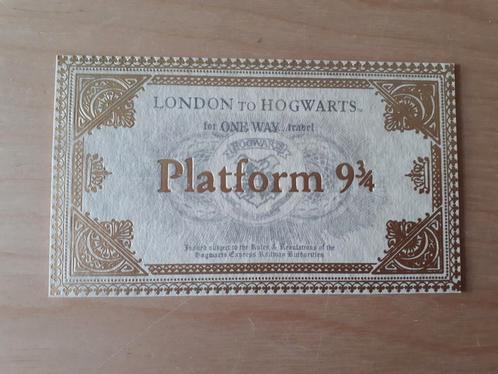 LONDON TO HOGWARTS™
for ONE WAY travel
HOGWARTS
Platform 9¾
Issued subject to the Rules & Regulations of the
Hogwarts Express Railway Authorities